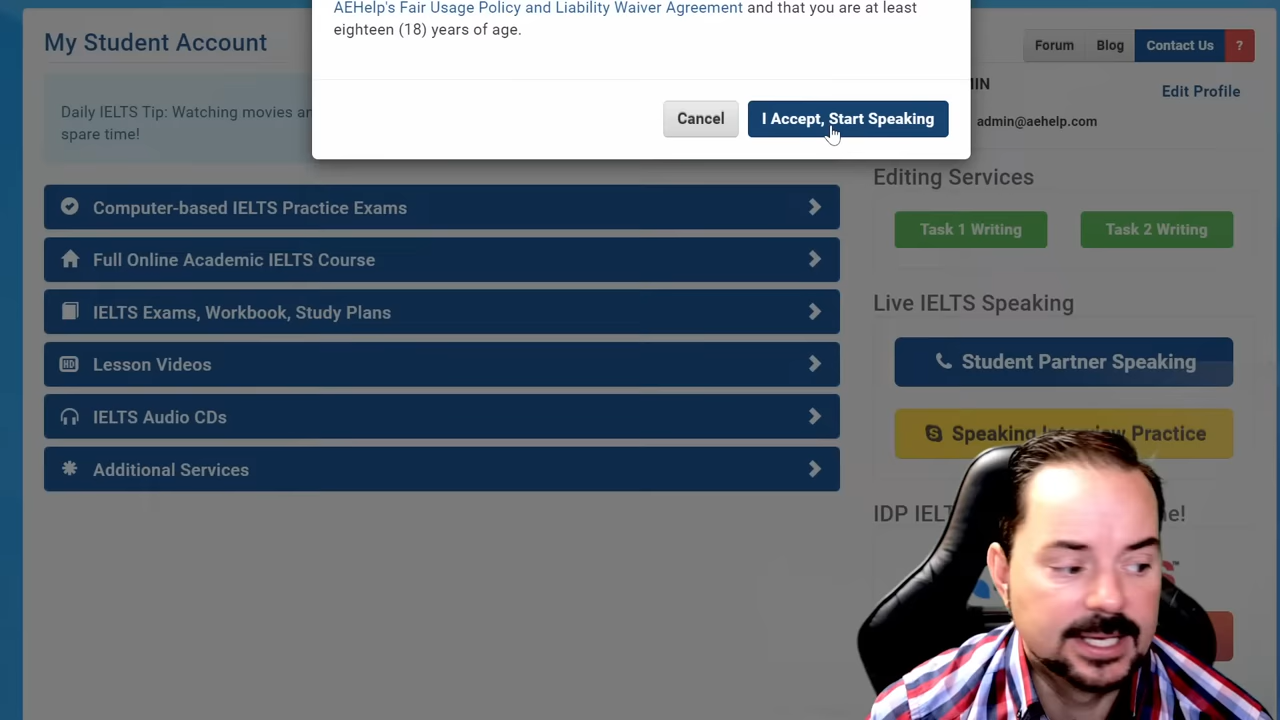 AEHelp's Fair Usage Policy and Liability Waiver Agreement and that you are at least
eighteen (18) years of age.
My Student Account
Forum
Blog
Contact Us
?
Edit Profile
admin@aehelp.com
Daily IELTS Tip: Watching movies
spare time!
Cancel
I Accept, Start Speaking
Computer-based IELTS Practice Exams
Full Online Academic IELTS Course
IELTS Exams, Workbook, Study Plans
HD
Lesson Videos
IELTS Audio CDs
Additional Services
Editing Services
Task 1 Writing
Task 2 Writing
Live IELTS Speaking
Student Partner Speaking
Speaking Interview Practice
IDP